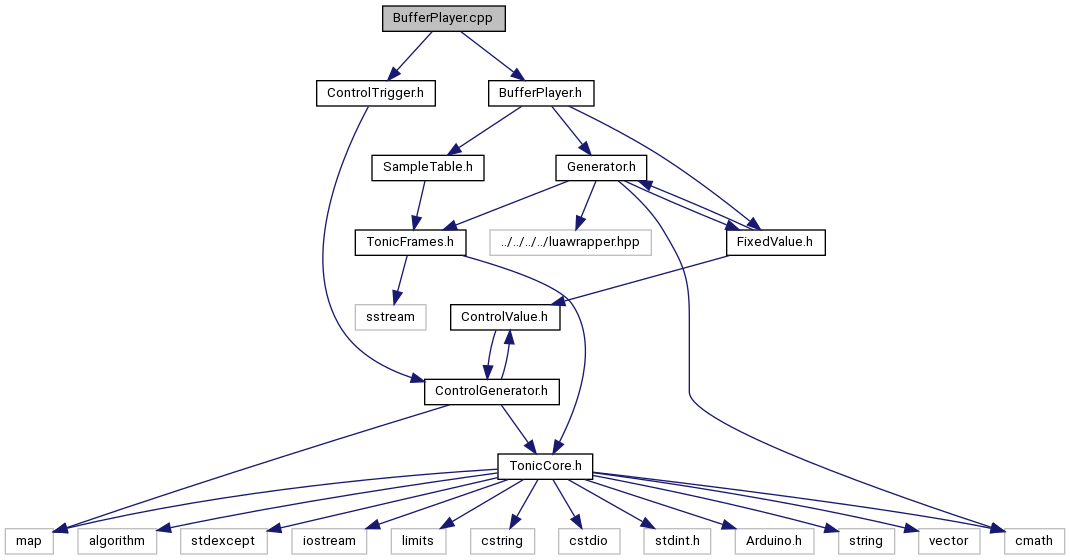 BufferPlayer.cpp
ControlTrigger.h
BufferPlayer.h
SampleTable.h
Generator.h
TonicFrames.h
../../../../luawrapper.hpp
FixedValue.h
sstream
ControlValue.h
ControlGenerator.h
TonicCore.h
map
algorithm
stdexcept
iostream
limits
cstring
cstdio
stdint.h
Arduino.h
string
vector
cmath